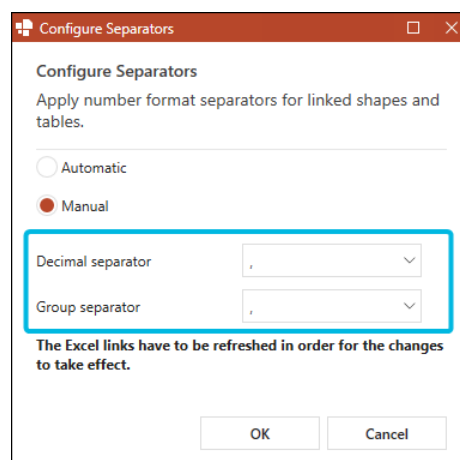 Configure Separators
Configure Separators
Apply number format separators for linked shapes and
tables.
Automatic
Manual
Decimal separator ,
Group separator ,
The Excel links have to be refreshed in order for the changes
to take effect.
OK Cancel